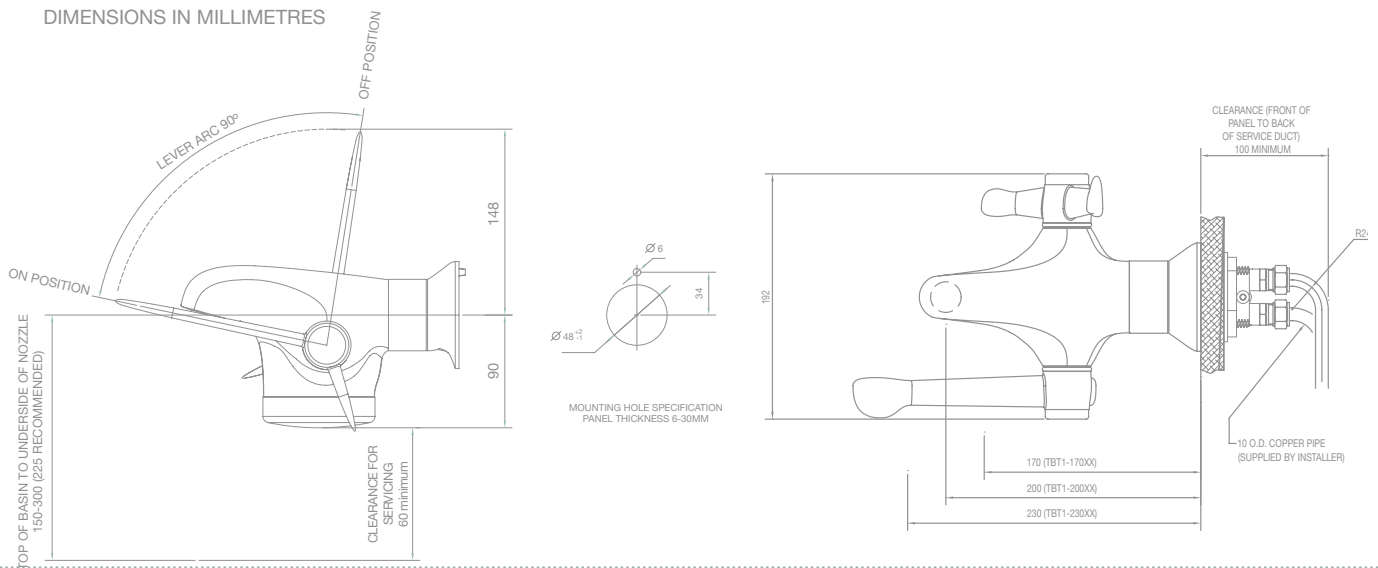 DIMENSIONS IN MILLIMETRES
OFF POSITION
LEVER ARC 90º
ON POSITION
148
90
TOP OF BASIN TO UNDERSIDE OF NOZZLE
150-300 (225 RECOMMENDED)
CLEARANCE FOR
SERVICING
60 minimum
Ø 6
34
Ø 48 +2 -1
MOUNTING HOLE SPECIFICATION
PANEL THICKNESS 6-30MM
CLEARANCE (FRONT OF
PANEL TO BACK
OF SERVICE DUCT)
100 MINIMUM
192
10 O.D. COPPER PIPE
(SUPPLIED BY INSTALLER)
170 (TBT1-170XX)
200 (TBT1-200XX)
230 (TBT1-230XX)